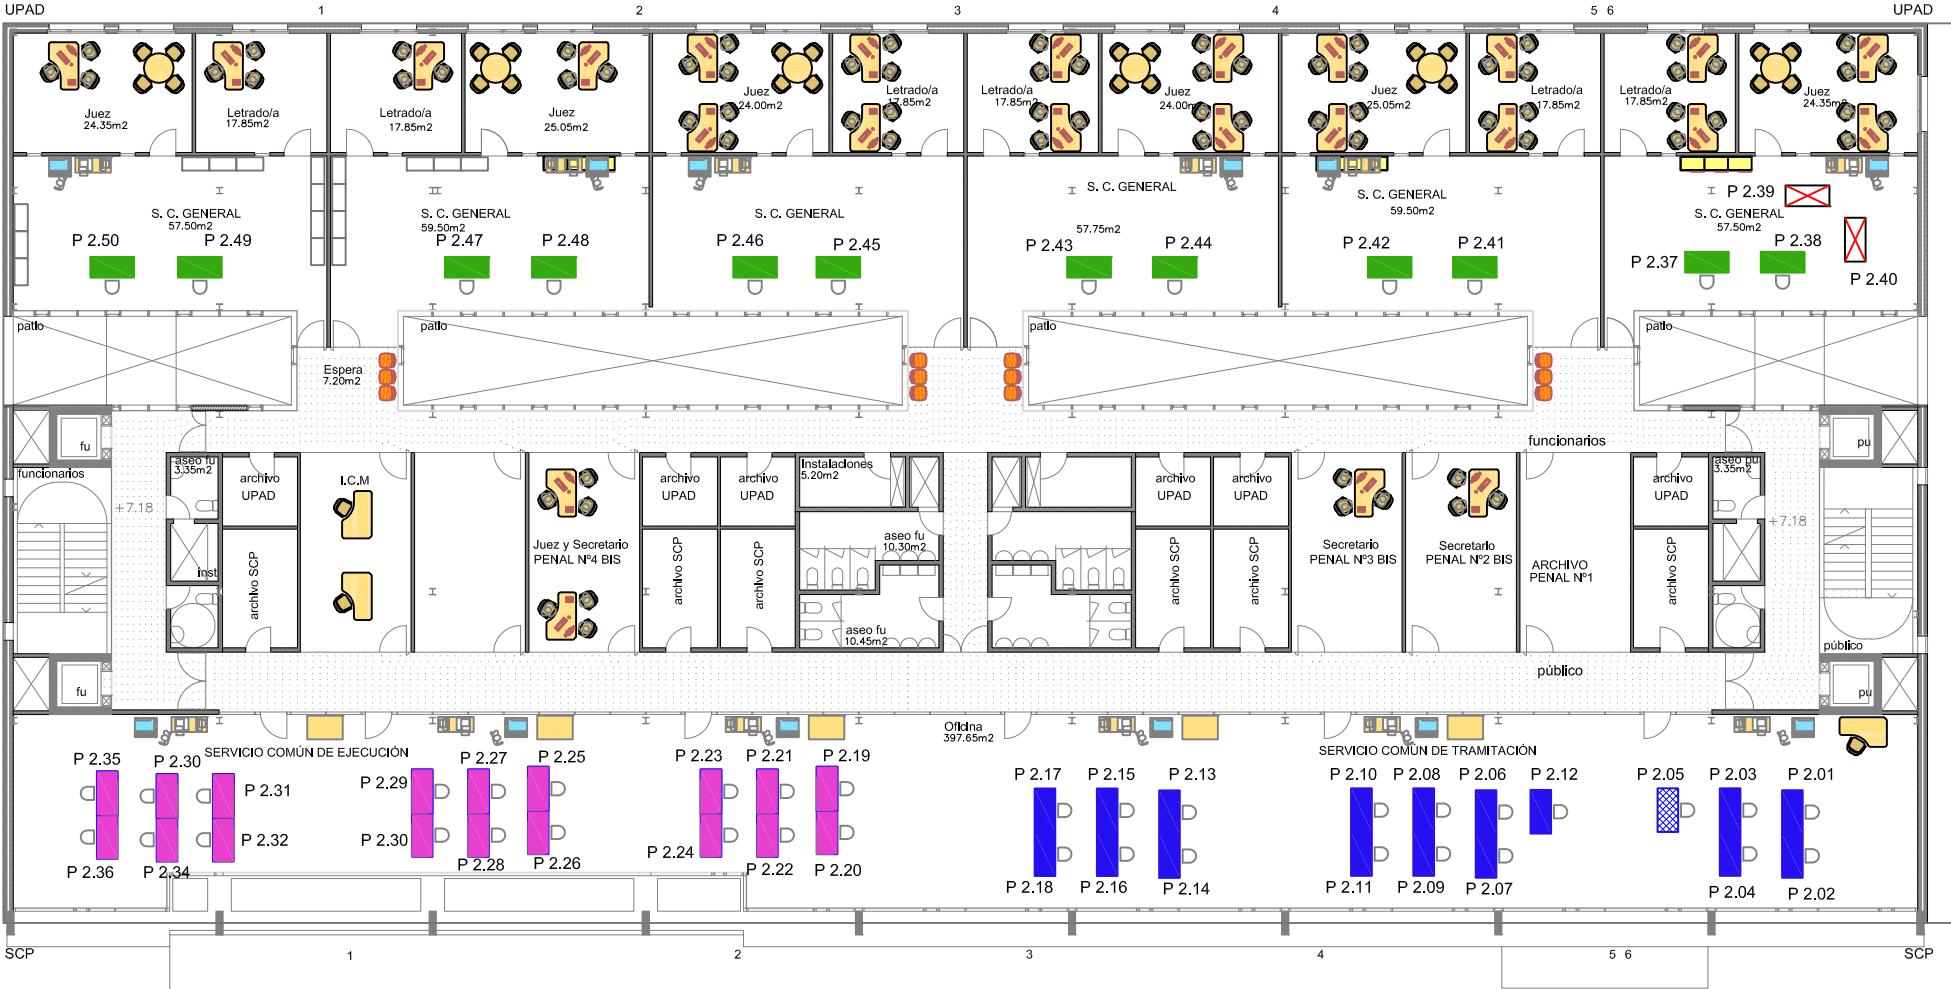 UPAD 1 2 3 4 5 6 UPAD
Juez
24.35m2
Letrado/a
17.85m2
Letrado/a
17.85m2
Juez
25.05m2
Juez
24.00m2
Letrado/a
17.85m2
Letrado/a
17.85m2
Juez
24.00m2
Juez
25.05m2
Letrado/a
17.85m2
Letrado/a
17.85m2
Juez
24.35m2
S. C. GENERAL
57.50m2
P 2.50 P 2.49
S. C. GENERAL
59.50m2
P 2.47 P 2.48
S. C. GENERAL
P 2.46 P 2.45
S. C. GENERAL
57.75m2
P 2.43 P 2.44
S. C. GENERAL
59.50m2
P 2.42 P 2.41
P 2.39
S. C. GENERAL
57.50m2
P 2.37 P 2.38
P 2.40
patio
patio
patio
patio
Espera
7.20m2
fu
funcionarios
pu
funcionarios
+7.18
aseo fu
3.35m2
archivo
UPAD
I.C.M
archivo
UPAD
archivo
UPAD
Instalaciones
5.20m2
archivo
UPAD
archivo
UPAD
archivo
UPAD
aseo pu
3.35m2
+7.18
inst
archivo SCP
Juez y Secretario
PENAL Nº4 BIS
archivo SCP
archivo SCP
aseo fu
10.30m2
aseo fu
10.45m2
archivo SCP
archivo SCP
Secretario
PENAL Nº3 BIS
Secretario
PENAL Nº2 BIS
ARCHIVO
PENAL Nº1
archivo SCP
público
fu
público
pu
Oficina
397.65m2
SERVICIO COMÚN DE EJECUCIÓN
SERVICIO COMÚN DE TRAMITACIÓN
P 2.35 P 2.30 P 2.31 P 2.29 P 2.27 P 2.25 P 2.23 P 2.21 P 2.19
P 2.17 P 2.15 P 2.13 P 2.10 P 2.08 P 2.06 P 2.12 P 2.05 P 2.03 P 2.01
P 2.36 P 2.34 P 2.32 P 2.30 P 2.28 P 2.26 P 2.24 P 2.22 P 2.20
P 2.18 P 2.16 P 2.14 P 2.11 P 2.09 P 2.07 P 2.04 P 2.02
SCP 1 2 3 4 5 6 SCP